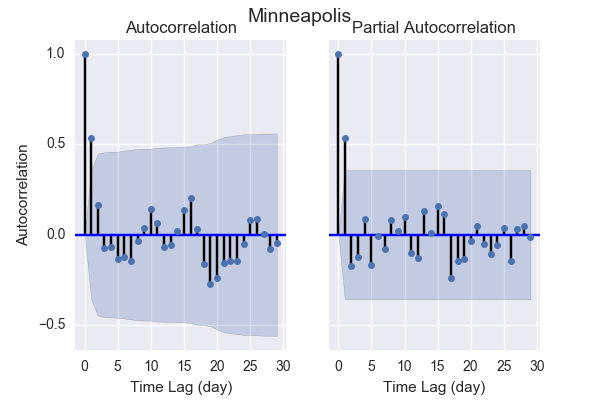 Minneapolis
Autocorrelation Partial Autocorrelation
1.0
0.5
0.0
−0.5
Autocorrelation
0 5 10 15 20 25 30 0 5 10 15 20 25 30
Time Lag (day) Time Lag (day)